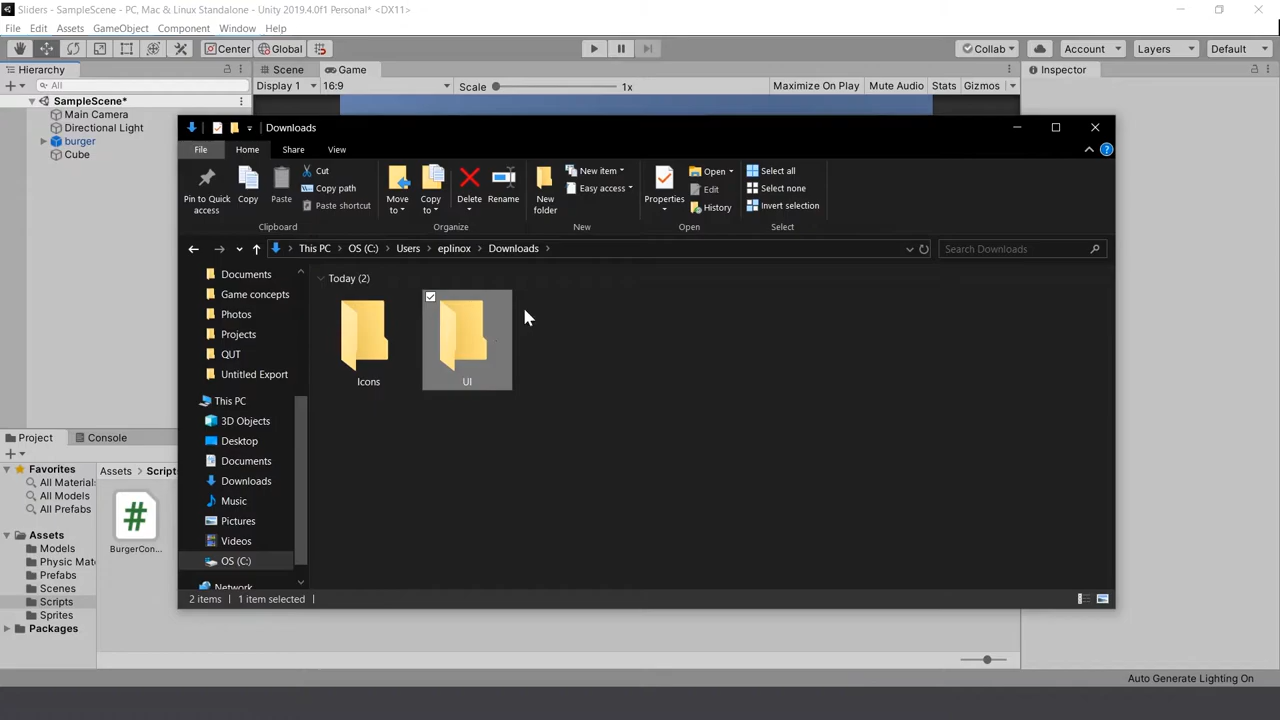 Sliders - SampleScene - PC, Mac & Linux Standalone - Unity 2019.4.0f1 Personal* <DX11>
File Edit Assets GameObject Component Window Help
Center Global Collab Account Layers Default
Hierarchy Scene Game Inspector
All Display 1 16:9 Scale 1x Maximize On Play Mute Audio Stats Gizmos
SampleScene*
Main Camera
Directional Light
burger
Cube
Downloads
File Home Share View
Pin to Quick access
Copy
Paste
Cut
Copy path
Paste shortcut
Clipboard
Move to
Copy to
Delete
Rename
Organize
New folder
New item
Easy access
New
Properties
Open
Edit
History
Open
Select all
Select none
Invert selection
Select
This PC OS (C:) Users eplinox Downloads
Search Downloads
Documents
Game concepts
Photos
Projects
QUT
Untitled Export
This PC
3D Objects
Desktop
Documents
Downloads
Music
Pictures
Videos
OS (C:)
Network
Today (2)
Icons
UI
2 items 1 item selected
Project Console
Favorites
All Material
All Models
All Prefabs
Assets
Models
Physic Mat
Prefabs
Scenes
Scripts
Sprites
Packages
Assets Scripts
#
BurgerCon...
Auto Generate Lighting On